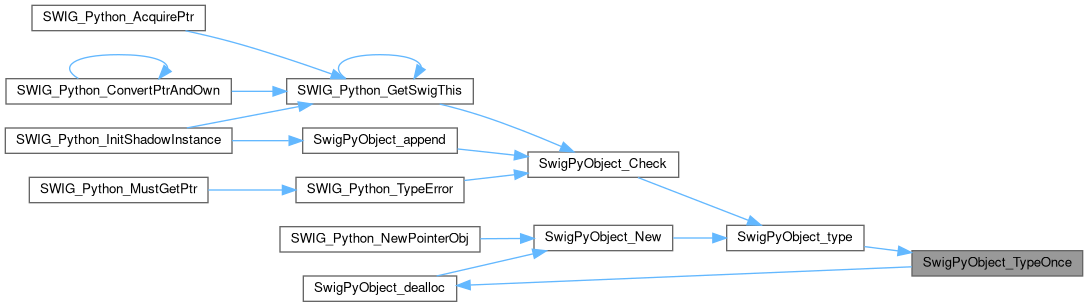 SWIG_Python_AcquirePtr
SWIG_Python_ConvertPtrAndOwn
SWIG_Python_GetSwigThis
SWIG_Python_InitShadowInstance
SwigPyObject_append
SwigPyObject_Check
SWIG_Python_MustGetPtr
SWIG_Python_TypeError
SWIG_Python_NewPointerObj
SwigPyObject_New
SwigPyObject_type
SwigPyObject_TypeOnce
SwigPyObject_dealloc